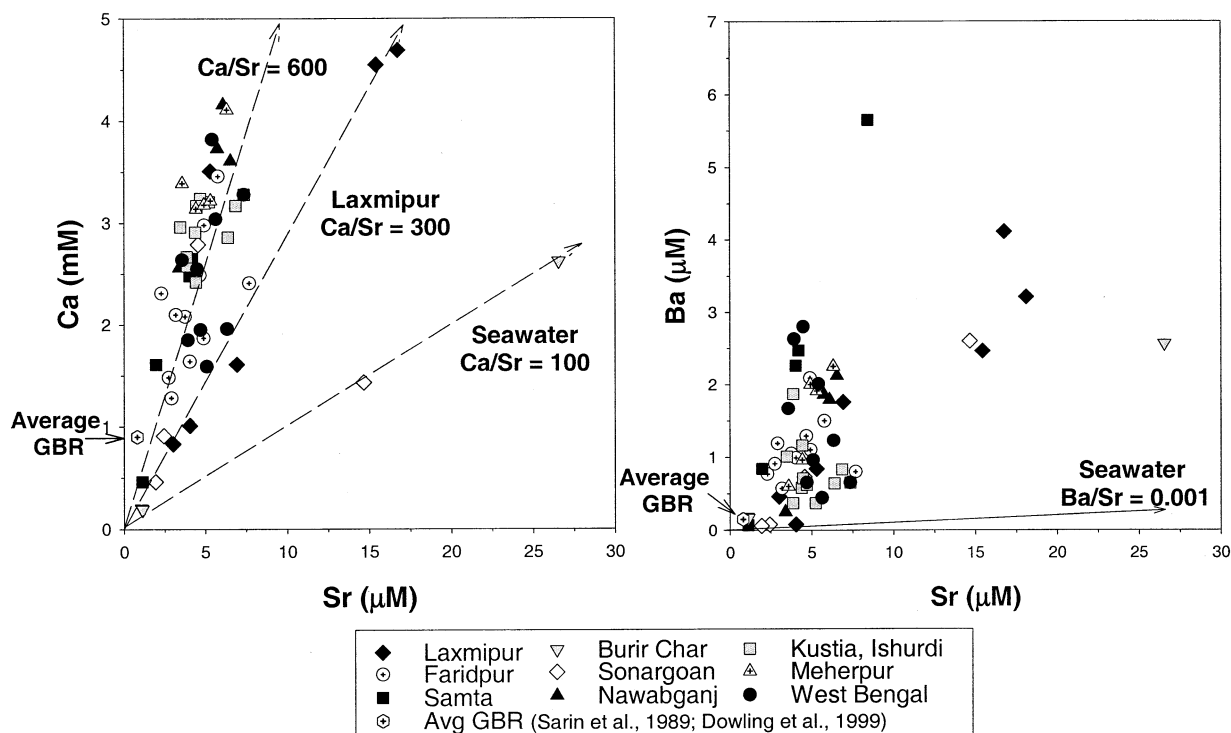 5
4
3
2
1
0
Ca (mM)
Ca/Sr = 600
Laxmipur
Ca/Sr = 300
Seawater
Ca/Sr = 100
Average
GBR
0 5 10 15 20 25 30
Sr (μM)
7
6
5
4
3
2
1
0
Ba (μM)
Average
GBR
Seawater
Ba/Sr = 0.001
0 5 10 15 20 25 30
Sr (μM)
Laxmipur Burir Char Kustia, Ishurdi
Faridpur Sonargoan Meherpur
Samta Nawabganj West Bengal
Avg GBR (Sarin et al., 1989; Dowling et al., 1999)